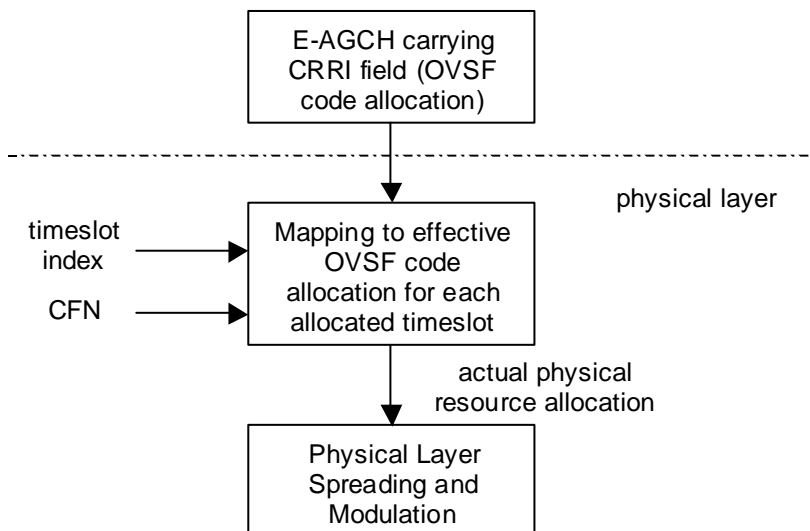 E-AGCH carrying
CRRI field (OVSF
code allocation)
physical layer
timeslot
index
CFN
Mapping to effective
OVSF code
allocation for each
allocated timeslot
actual physical
resource allocation
Physical Layer
Spreading and
Modulation